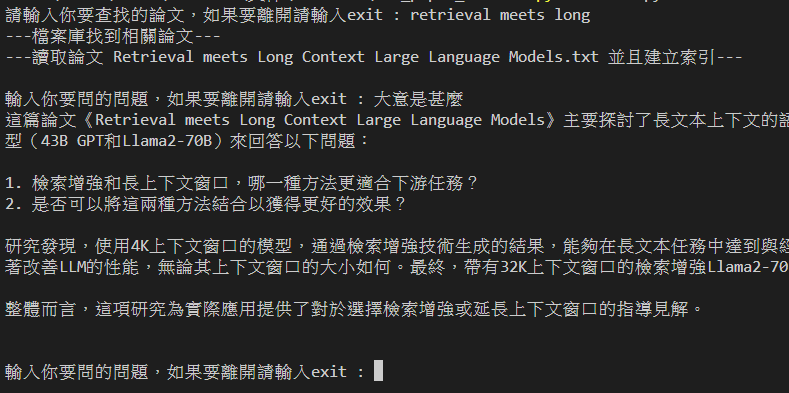 請輸入你要查找的論文，如果要離開請輸入exit : retrieval meets long
---檔案庫找到相關論文---
---讀取論文 Retrieval meets Long Context Large Language Models.txt 並且建立索引---
輸入你要問的問題，如果要離開請輸入exit : 大意是甚麼
這篇論文《Retrieval meets Long Context Large Language Models》主要探討了長文本上下文的
型（43B GPT和Llama2-70B）來回答以下問題：
1. 檢索增強和長上下文窗口，哪一種方法更適合下游任務？
2. 是否可以將這兩種方法結合以獲得更好的效果？
研究發現，使用4K上下文窗口的模型，通過檢索增強技術生成的結果，能夠在長文本任務中達到與
著改善LLM的性能，無論其上下文窗口的大小如何。最終，帶有32K上下文窗口的檢索增強Llama2-70
整體而言，這項研究為實際應用提供了對於選擇檢索增強或延長上下文窗口的指導見解。
輸入你要問的問題，如果要離開請輸入exit :